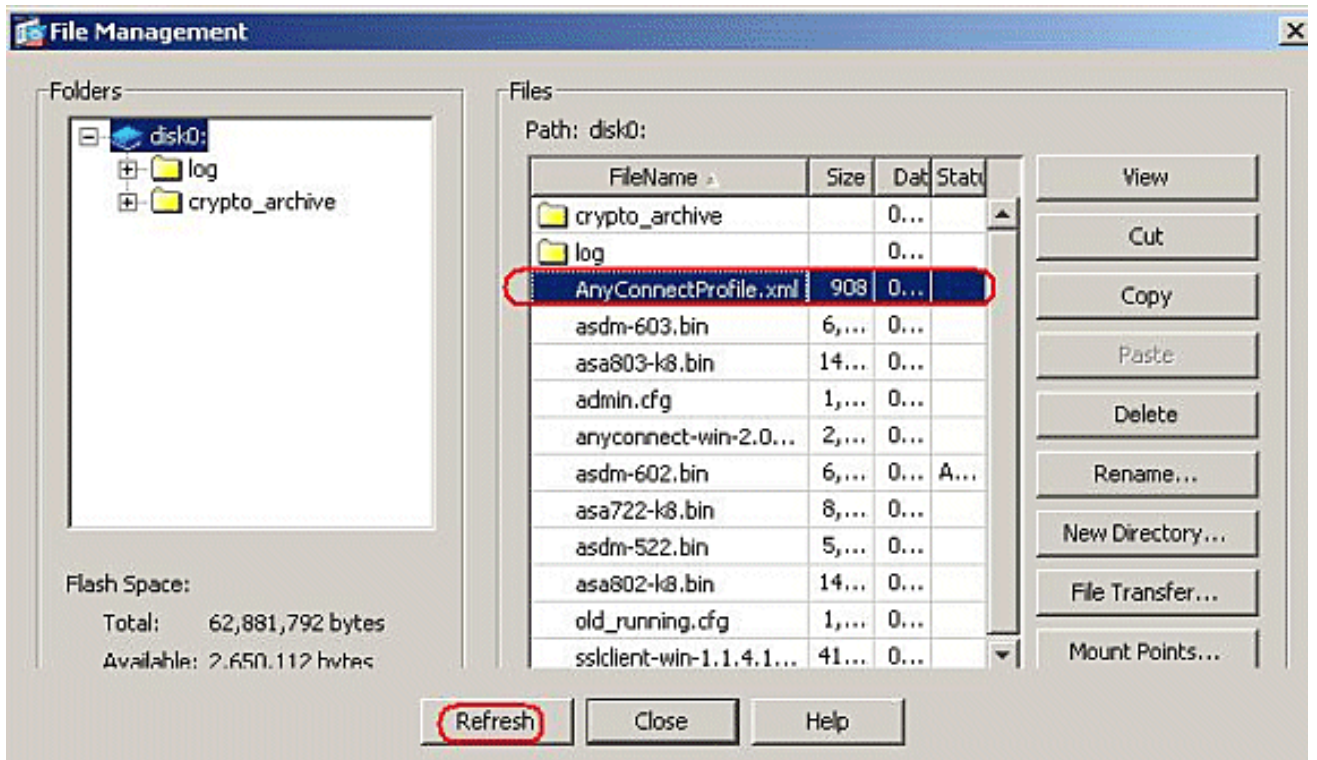 File Management
Folders
disk0:
log
crypto_archive
Flash Space:
Total: 62,881,792 bytes
Available: 2,650,112 bytes
Files
Path: disk0:
FileName Size Dat Statu
crypto_archive 0...
log 0...
AnyConnectProfile.xml 908 0...
asdm-603.bin 6,... 0...
asa803-k8.bin 14... 0...
admin.cfg 1,... 0...
anyconnect-win-2.0... 2,... 0...
asdm-602.bin 6,... 0... A...
asa722-k8.bin 8,... 0...
asdm-522.bin 5,... 0...
asa802-k8.bin 14... 0...
old_running.cfg 1,... 0...
sslclient-win-1.1.4.1... 41... 0...
View
Cut
Copy
Paste
Delete
Rename...
New Directory...
File Transfer...
Mount Points...
Refresh
Close
Help